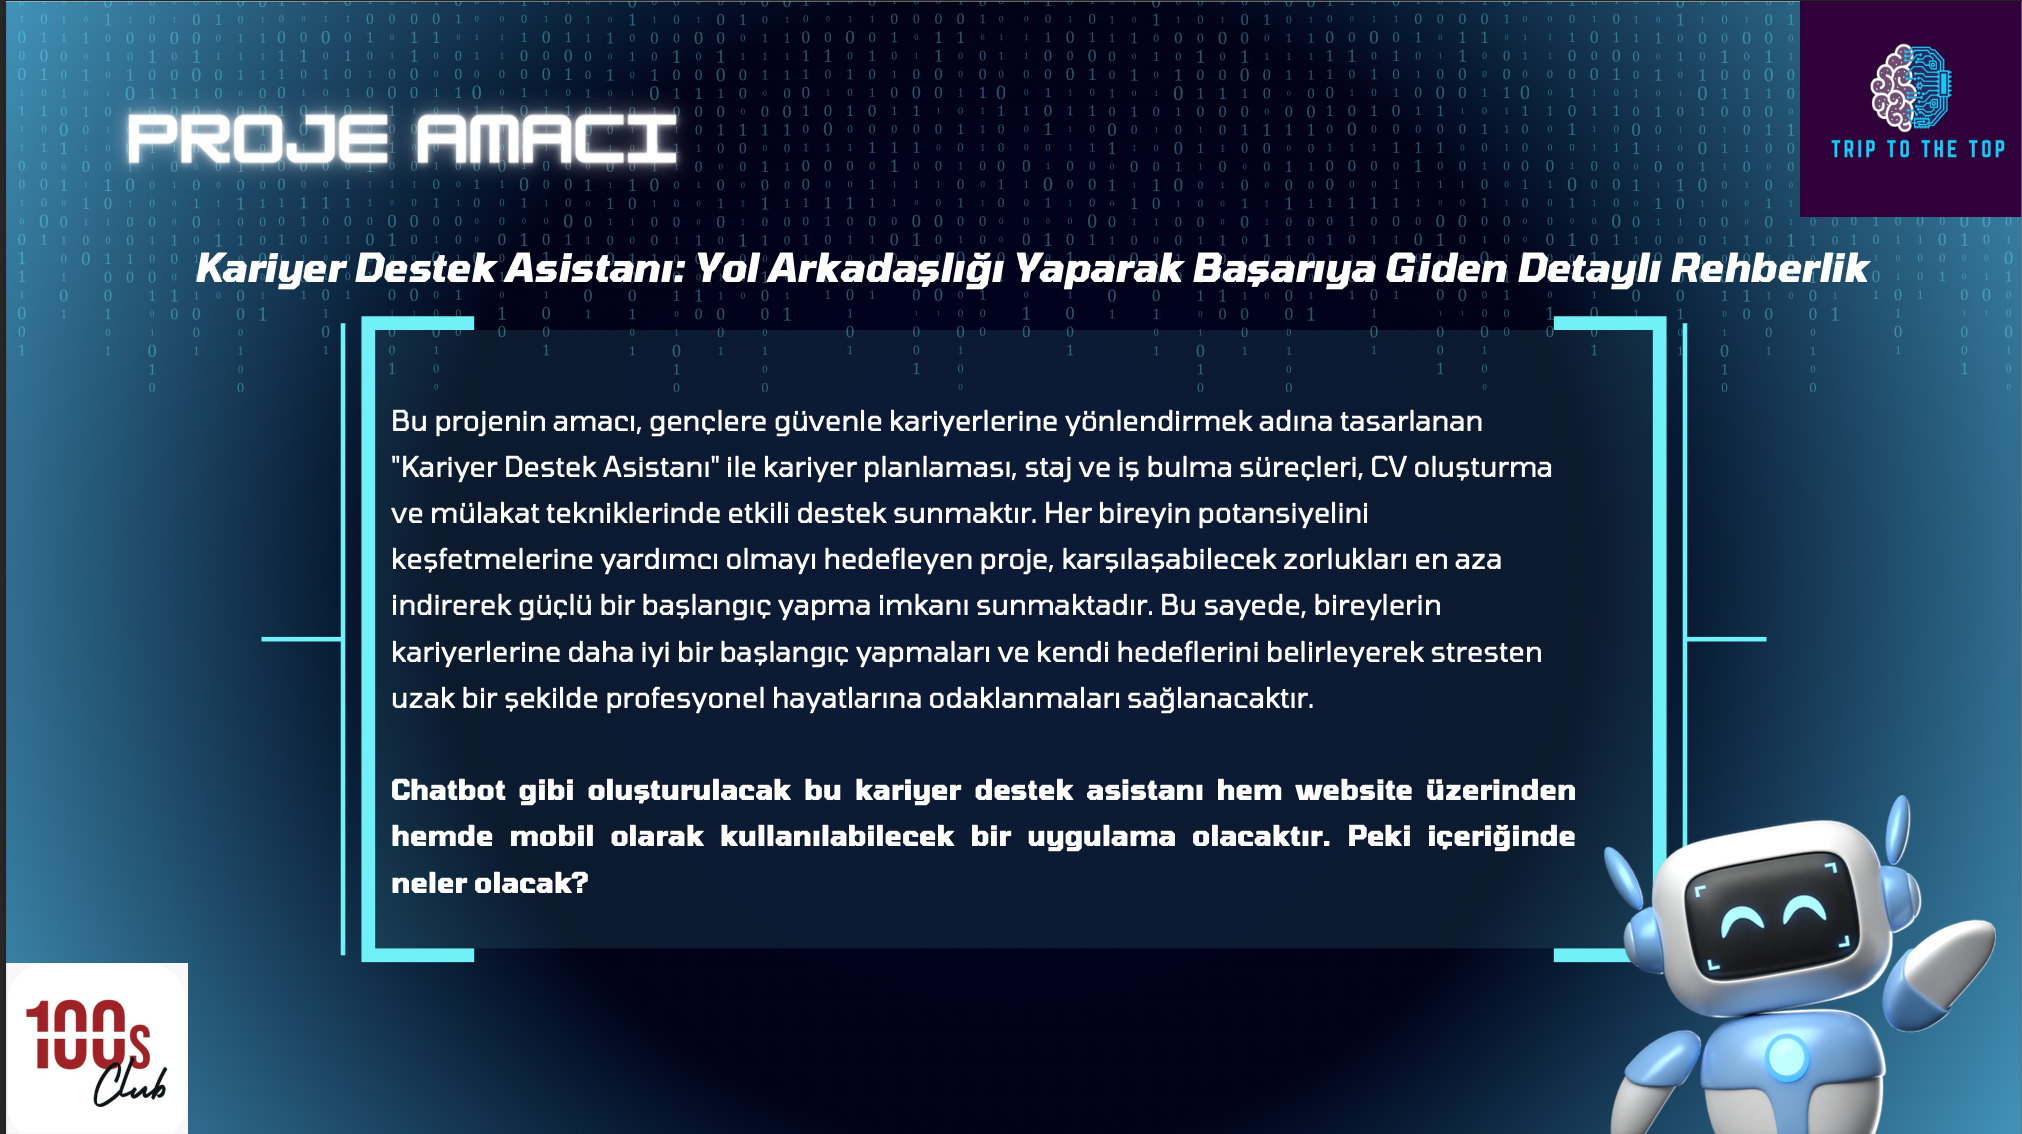 PROJE AMACI
TRIP TO THE TOP
Kariyer Destek Asistanı: Yol Arkadaşlığı Yaparak Başarıya Giden Detaylı Rehberlik
Bu projenin amacı, gençlere güvenle kariyerlerine yönlendirmek adına tasarlanan
"Kariyer Destek Asistanı" ile kariyer planlaması, staj ve iş bulma süreçleri, CV oluşturma
ve mülakat tekniklerinde etkili destek sunmaktır. Her bireyin potansiyelini
keşfetmelerine yardımcı olmayı hedefleyen proje, karşılaşabilecek zorlukları en aza
indirerek güçlü bir başlangıç yapma imkanı sunmaktadır. Bu sayede, bireylerin
kariyerlerine daha iyi bir başlangıç yapmaları ve kendi hedeflerini belirleyerek stresten
uzak bir şekilde profesyonel hayatlarına odaklanmaları sağlanacaktır.
Chatbot gibi oluşturulacak bu kariyer destek asistanı hem website üzerinden
hemde mobil olarak kullanılabilecek bir uygulama olacaktır. Peki içeriğinde
neler olacak?
100s
Club